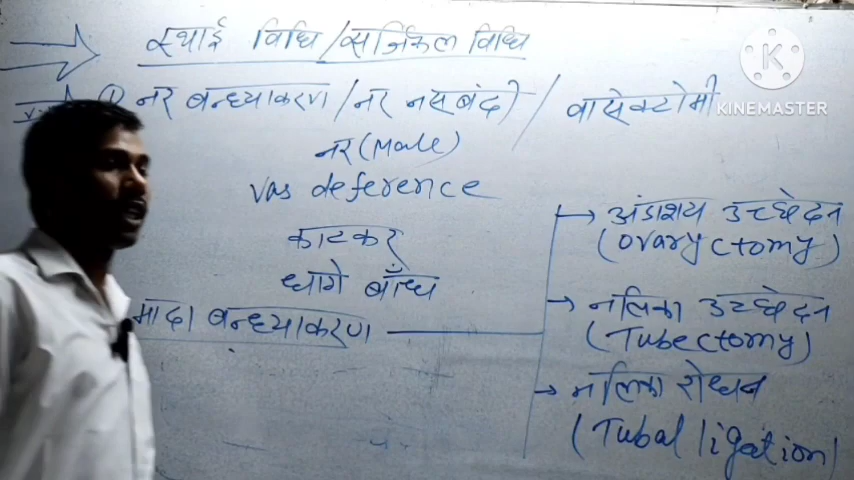 स्थाई विधि / सर्जिकल विधि
① नर बन्ध्याकरण / नर नसबंदी / वासेक्टोमी
नर (Male)
Vas deference
काटकर
धागे बाँध
मादा बन्ध्याकरण
→ अंडाशय उच्छेदन
(ovaryctomy)
→ नलिका उच्छेदन
(Tubectomy)
→ नलिका रोधन
(Tubal ligation)
K
KINEMASTER